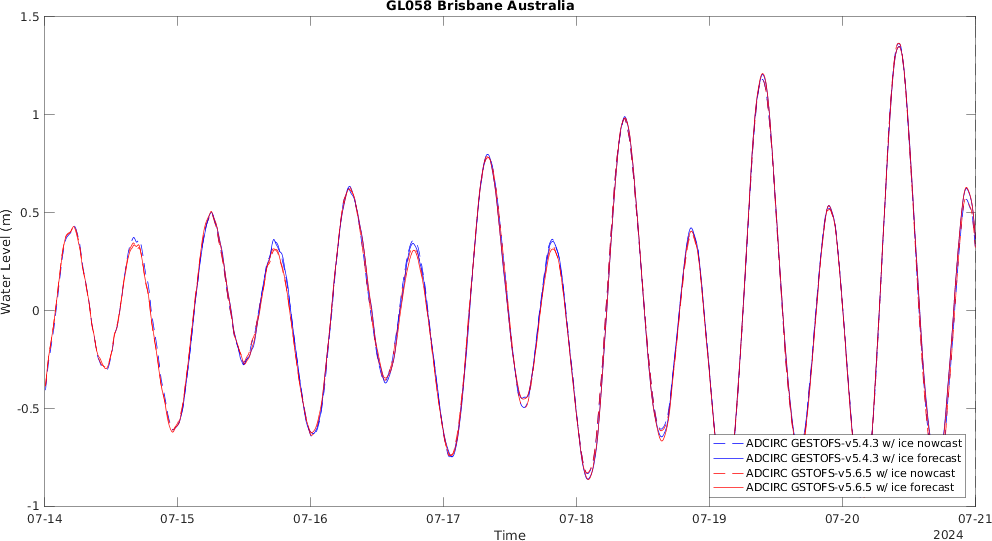 GL058 Brisbane Australia
1.5
1
0.5
0
-0.5
-1
Water Level (m)
ADCIRC GESTOFS-v5.4.3 w/ ice nowcast
ADCIRC GESTOFS-v5.4.3 w/ ice forecast
ADCIRC GSTOFS-v5.6.5 w/ ice nowcast
ADCIRC GSTOFS-v5.6.5 w/ ice forecast
07-14 07-15 07-16 07-17 07-18 07-19 07-20 07-21
Time
2024